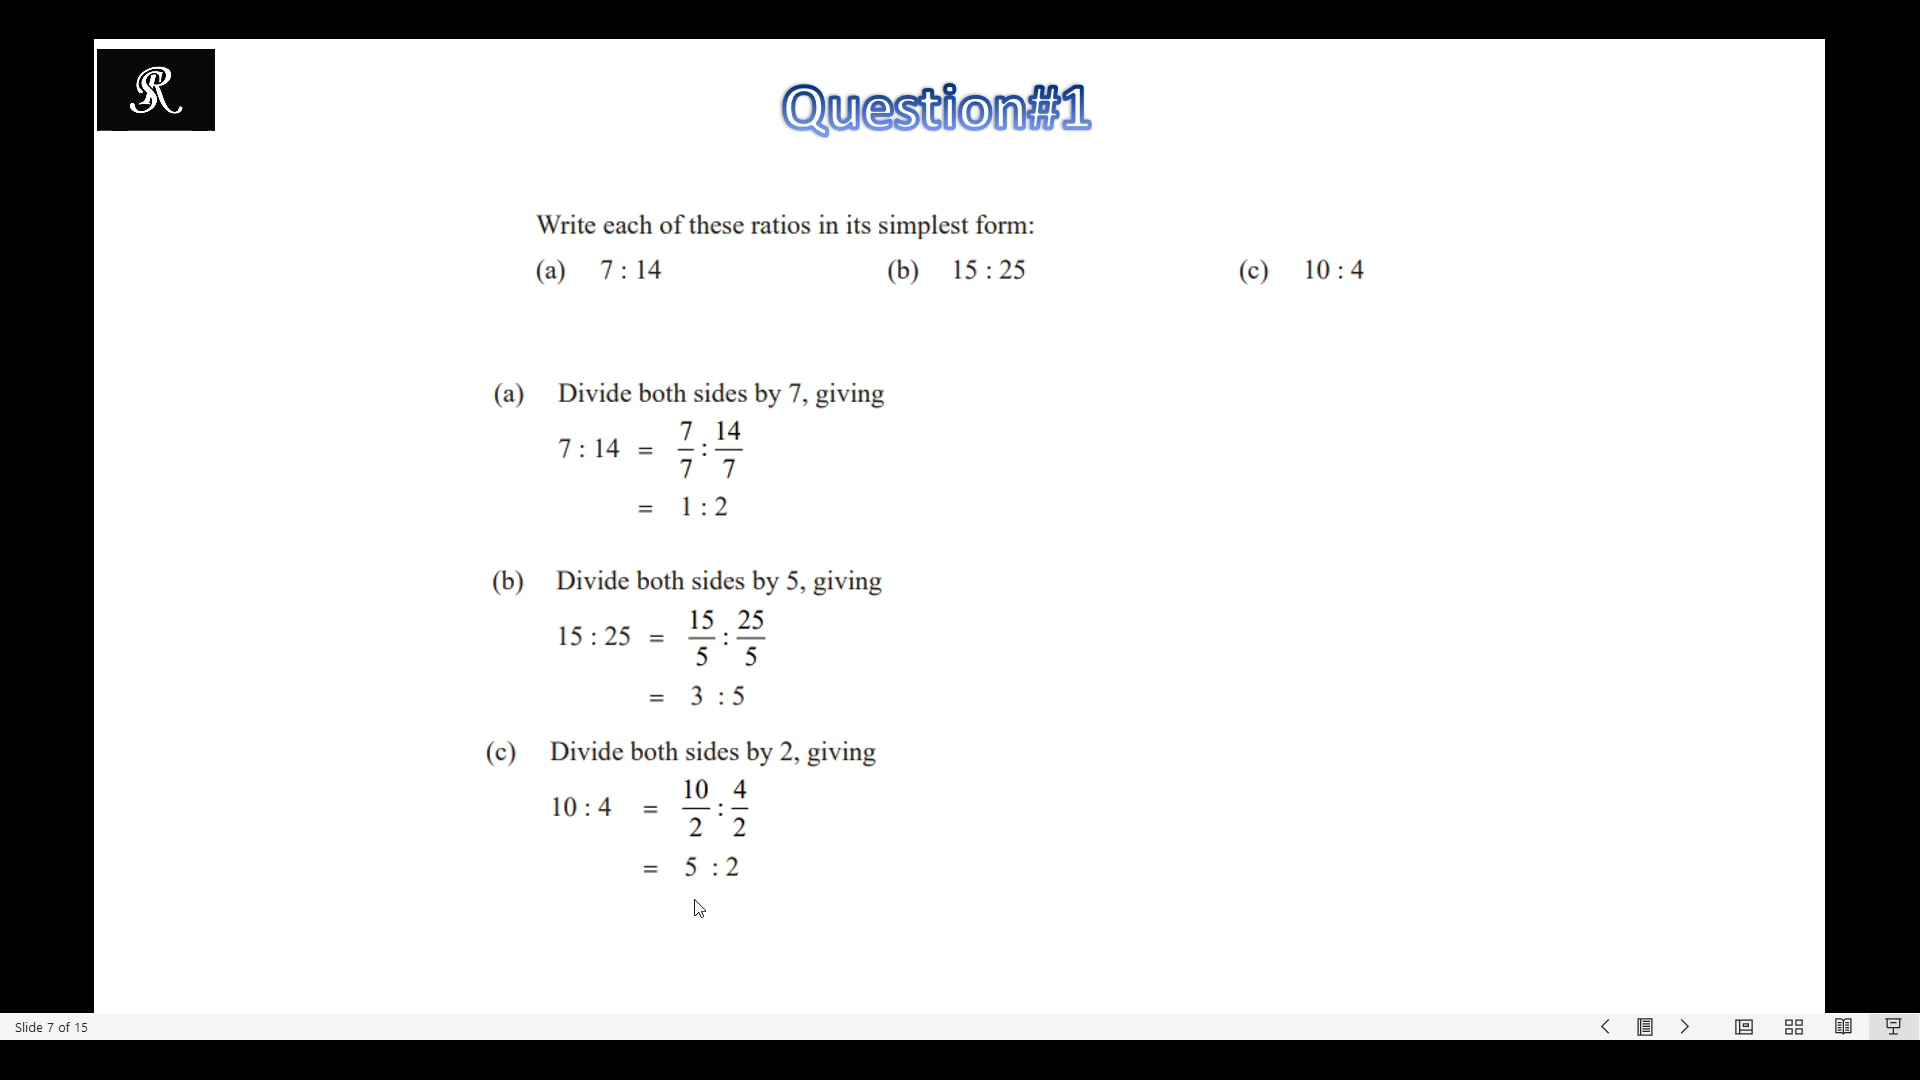 SR
Question#1
Write each of these ratios in its simplest form:
(a) 7 : 14 (b) 15 : 25 (c) 10 : 4
(a) Divide both sides by 7, giving
7 : 14 = 7/7 : 14/7
= 1 : 2
(b) Divide both sides by 5, giving
15 : 25 = 15/5 : 25/5
= 3 : 5
(c) Divide both sides by 2, giving
10 : 4 = 10/2 : 4/2
= 5 : 2
Slide 7 of 15